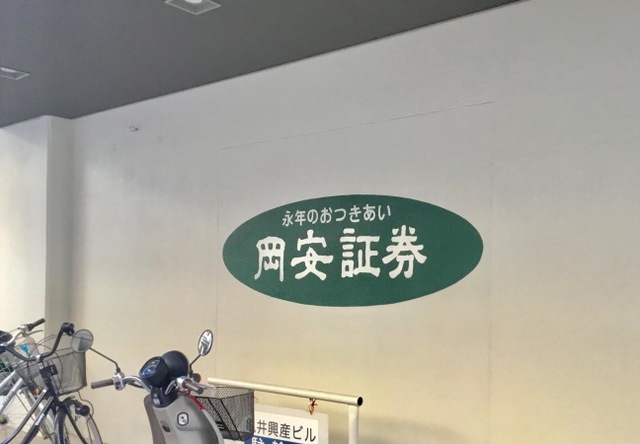 永年のおつきあい
岡安証券
井興産ビル